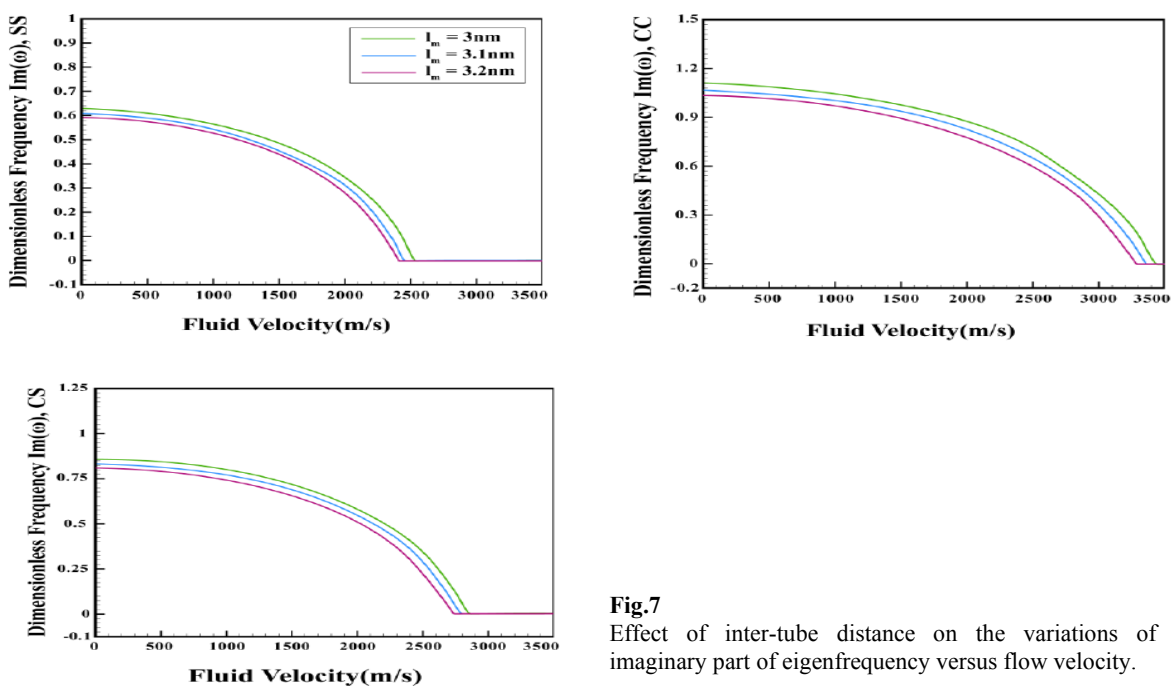 Dimensionless Frequency Im(ω), SS
1
0.9
0.8
0.7
0.6
0.5
0.4
0.3
0.2
0.1
0
-0.1
l_m = 3nm
l_m = 3.1nm
l_m = 3.2nm
0 500 1000 1500 2000 2500 3000 3500
Fluid Velocity(m/s)
Dimensionless Frequency Im(ω), CC
1.5
1.2
0.9
0.6
0.3
0
-0.2
0 500 1000 1500 2000 2500 3000 3500
Fluid Velocity(m/s)
Dimensionless Frequency Im(ω), CS
1.25
1
0.75
0.5
0.25
0
-0.1
0 500 1000 1500 2000 2500 3000 3500
Fluid Velocity(m/s)
Fig.7
Effect of inter-tube distance on the variations of
imaginary part of eigenfrequency versus flow velocity.